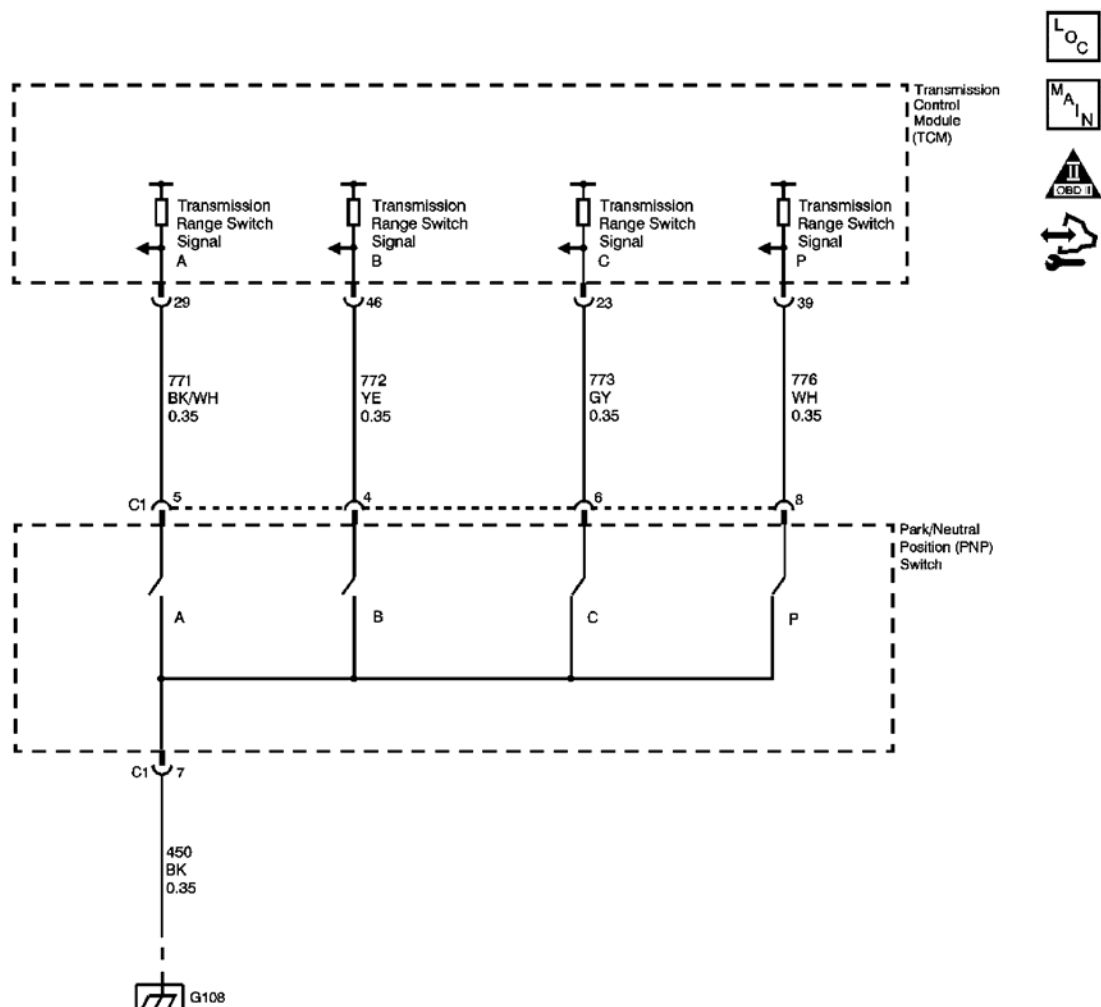 L
O
C
Transmission
Control
Module
(TCM)
M
A
I
N
II
OBD II
Transmission
Range Switch
Signal
A
Transmission
Range Switch
Signal
B
Transmission
Range Switch
Signal
C
Transmission
Range Switch
Signal
P
29
46
23
39
771
BK/WH
0.35
772
YE
0.35
773
GY
0.35
776
WH
0.35
C1 5
4
6
8
Park/Neutral
Position (PNP)
Switch
A
B
C
P
C1 7
450
BK
0.35
G108